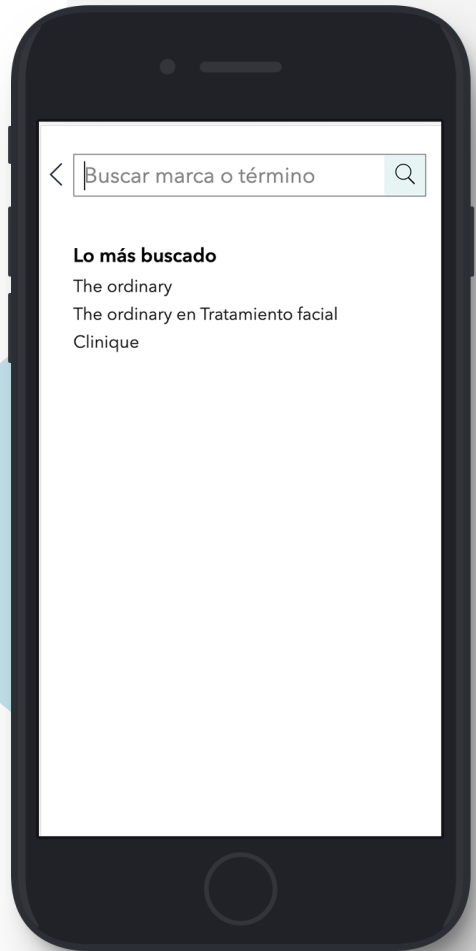 Buscar marca o término
Lo más buscado
The ordinary
The ordinary en Tratamiento facial
Clinique